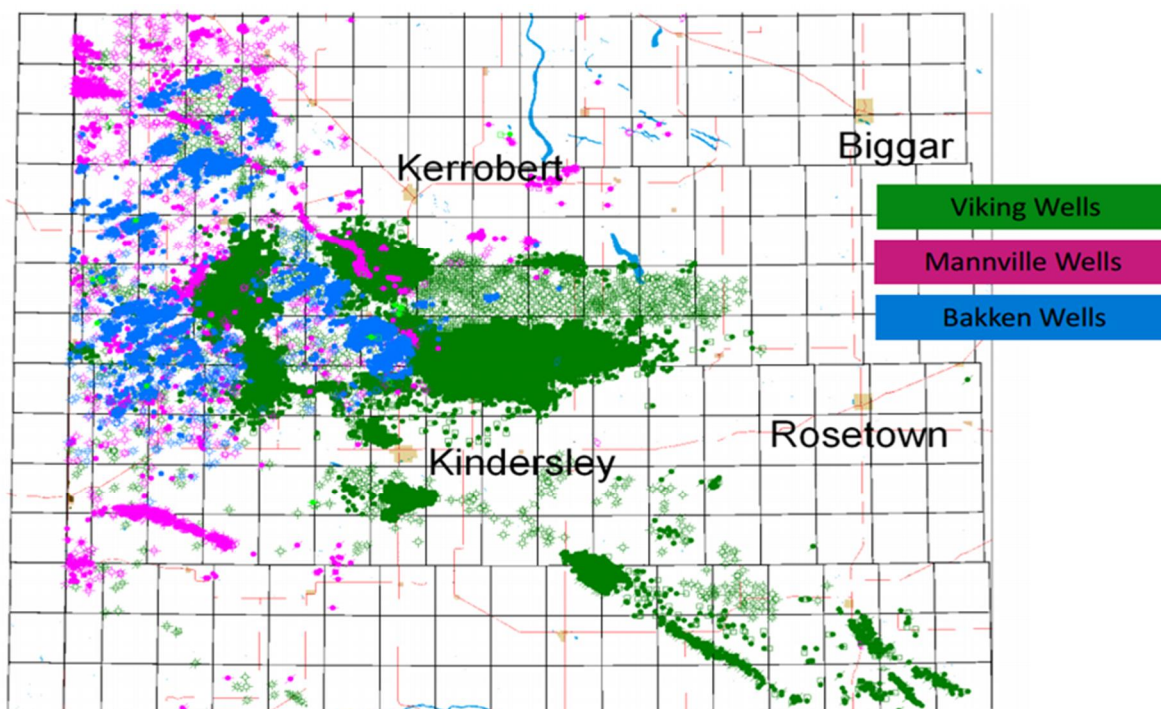 Biggar
Kerrobert
Viking Wells
Mannville Wells
Bakken Wells
Rosetown
Kindersley